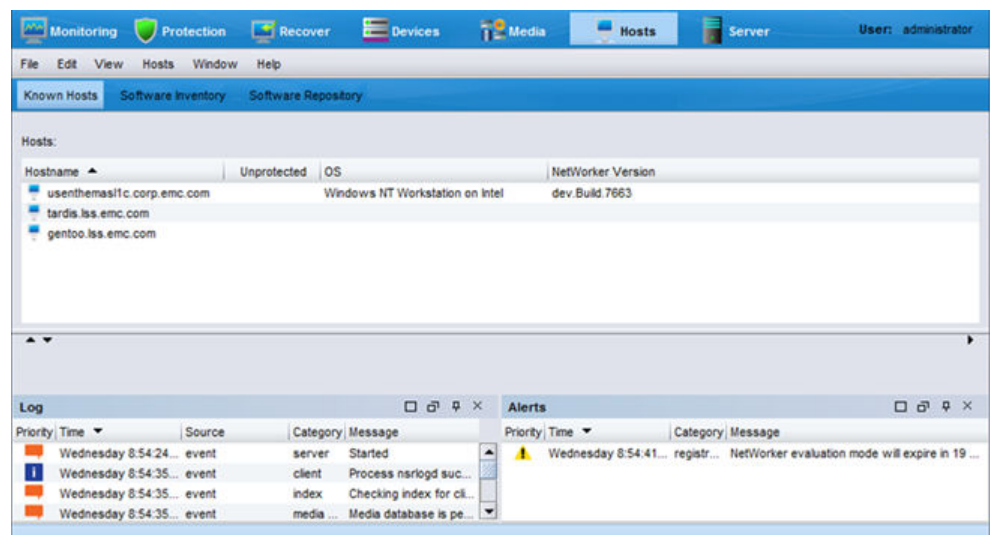 Monitoring Protection Recover Devices Media Hosts Server User: administrator
File Edit View Hosts Window Help
Known Hosts Software Inventory Software Repository
Hosts:
Hostname Unprotected OS NetWorker Version
usenthemasl1c.corp.emc.com Windows NT Workstation on Intel dev.Build.7663
tardis.lss.emc.com
gentoo.lss.emc.com
Log
Priority Time Source Category Message
Wednesday 8:54:24... event server Started
Wednesday 8:54:35... event client Process nsrlogd suc...
Wednesday 8:54:35... event index Checking index for cli...
Wednesday 8:54:35... event media ... Media database is pe...
Alerts
Priority Time Category Message
Wednesday 8:54:41... registr... NetWorker evaluation mode will expire in 19 ...